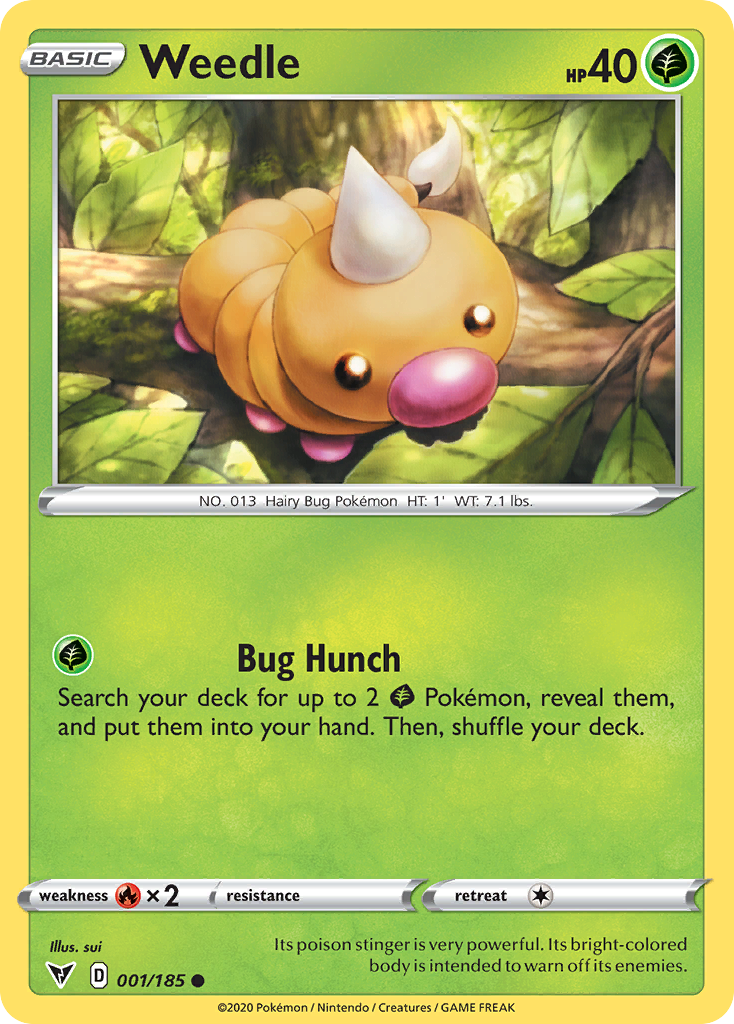 BASIC Weedle HP40
NO. 013 Hairy Bug Pokémon HT: 1' WT: 7.1 lbs.
Bug Hunch
Search your deck for up to 2 Pokémon, reveal them,
and put them into your hand. Then, shuffle your deck.
weakness ×2 resistance retreat
Illus. sui
Its poison stinger is very powerful. Its bright-colored
body is intended to warn off its enemies.
D 001/185
©2020 Pokémon / Nintendo / Creatures / GAME FREAK